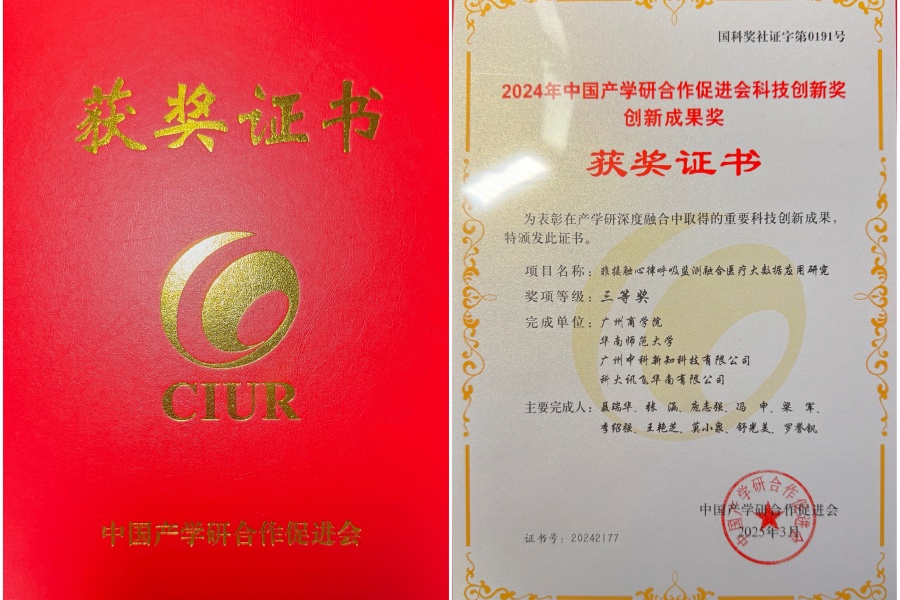 获奖证书
CIUR
中国产学研合作促进会
国科奖社证字第0191号
2024年中国产学研合作促进会科技创新奖
创新成果奖
获奖证书
为表彰在产学研深度融合中取得的重要科技创新成果，
特颁发此证书。
项目名称：非接触心律呼吸监测融合医疗大数据应用研究
奖项等级：三等奖
完成单位：广州商学院
华南师范大学
广州中科新知科技有限公司
科大讯飞华南有限公司
主要完成人：聂瑞华、张 涵、庞志强、冯 申、梁 军、
李绍强、王艳芝、莫小泉、舒光美、罗誉钒
中国产学研合作促进会
2025年3月
证书号：20242177
中国产学研合作促进会